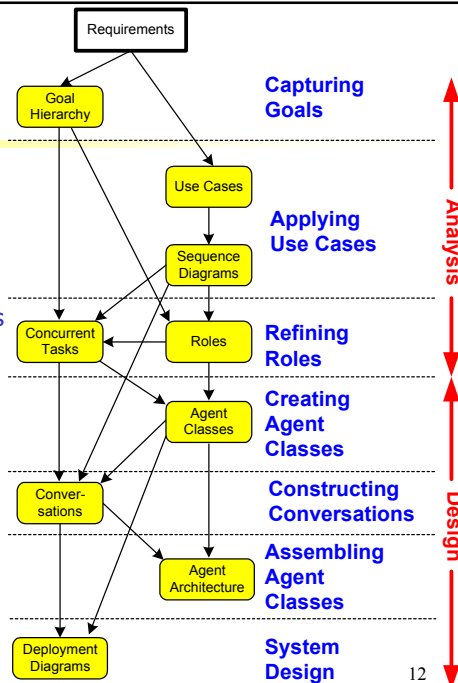 Requirements
Goal
Hierarchy
Capturing
Goals
Use Cases
Applying
Use Cases
Sequence
Diagrams
Analysis
s
Concurrent
Tasks
Roles
Refining
Roles
Agent
Classes
Creating
Agent
Classes
Conver-
sations
Constructing
Conversations
Design
Agent
Architecture
Assembling
Agent
Classes
Deployment
Diagrams
System
Design
12